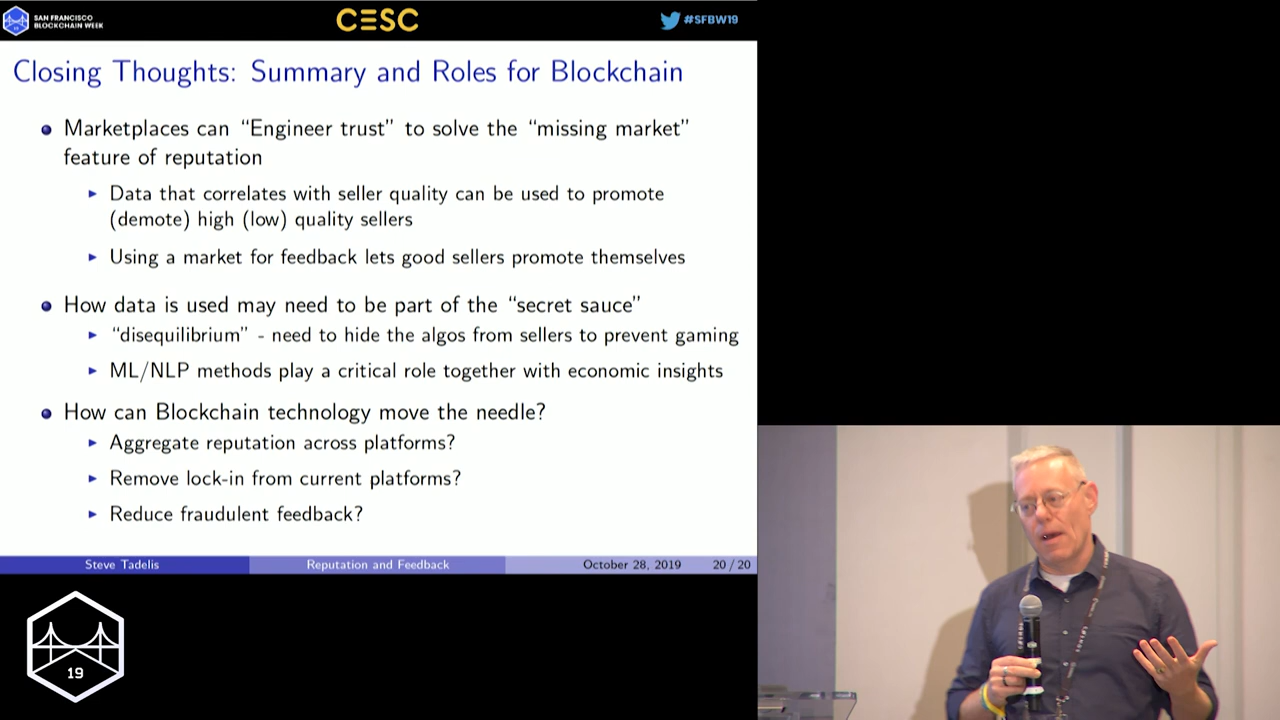 SAN FRANCISCO
BLOCKCHAIN WEEK
19
CESC
#SFBW19
Closing Thoughts: Summary and Roles for Blockchain
Marketplaces can “Engineer trust” to solve the “missing market”
feature of reputation
Data that correlates with seller quality can be used to promote
(demote) high (low) quality sellers
Using a market for feedback lets good sellers promote themselves
How data is used may need to be part of the “secret sauce”
“disequilibrium” - need to hide the algos from sellers to prevent gaming
ML/NLP methods play a critical role together with economic insights
How can Blockchain technology move the needle?
Aggregate reputation across platforms?
Remove lock-in from current platforms?
Reduce fraudulent feedback?
Steve Tadelis Reputation and Feedback October 28, 2019 20 / 20
19